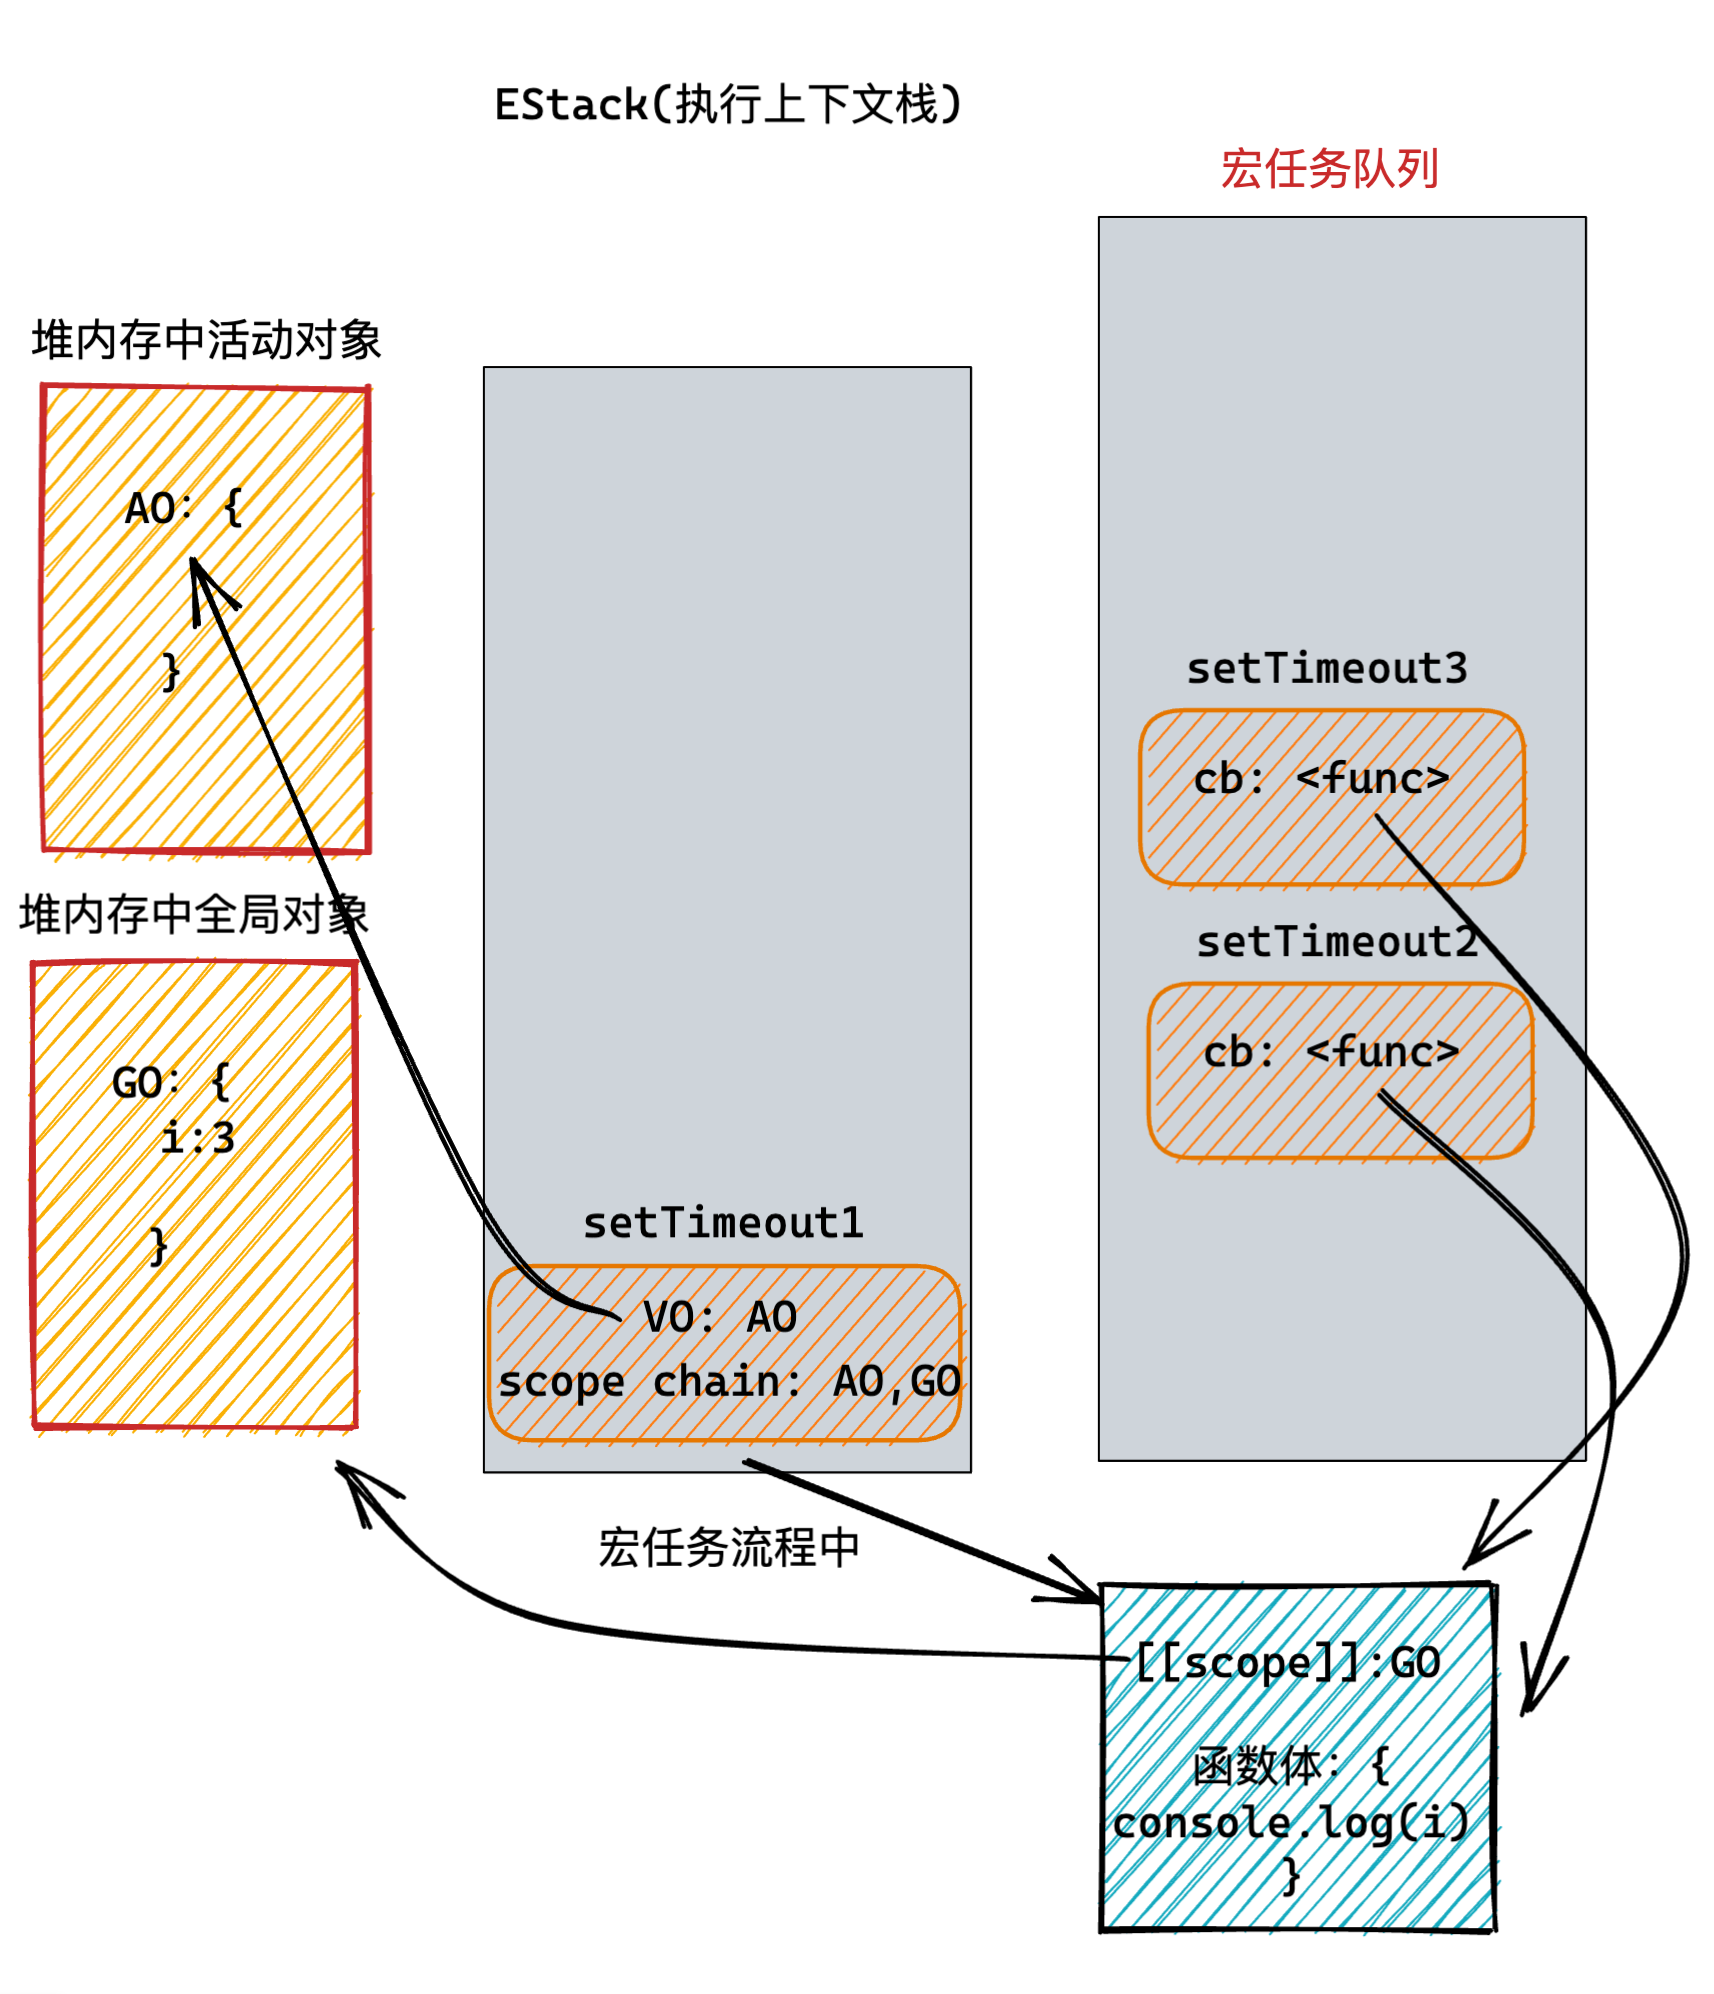 EStack(执行上下文栈)
宏任务队列
堆内存中活动对象
AO: {
}
堆内存中全局对象
GO: {
i:3
}
setTimeout1
VO: AO
scope chain: AO,GO
宏任务流程中
setTimeout3
cb: <func>
setTimeout2
cb: <func>
[[scope]]:GO
函数体: {
console.log(i)
}